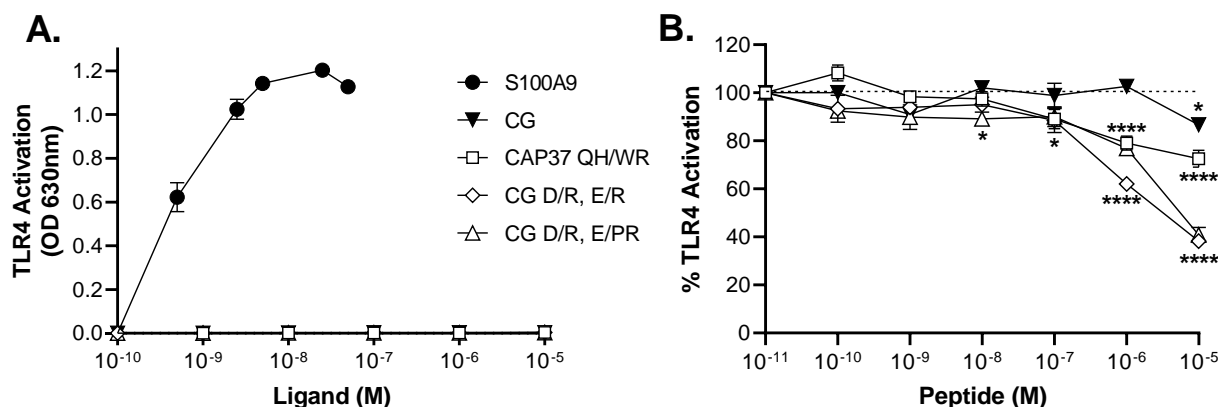 A.
TLR4 Activation
(OD 630nm)
1.2
1.0
0.8
0.6
0.4
0.2
0.0
10-10
10-9
10-8
10-7
10-6
10-5
Ligand (M)
S100A9
CG
CAP37 QH/WR
CG D/R, E/R
CG D/R, E/PR
B.
% TLR4 Activation
120
100
80
60
40
20
0
*
****
*
*
****
****
****
10-11
10-10
10-9
10-8
10-7
10-6
10-5
Peptide (M)